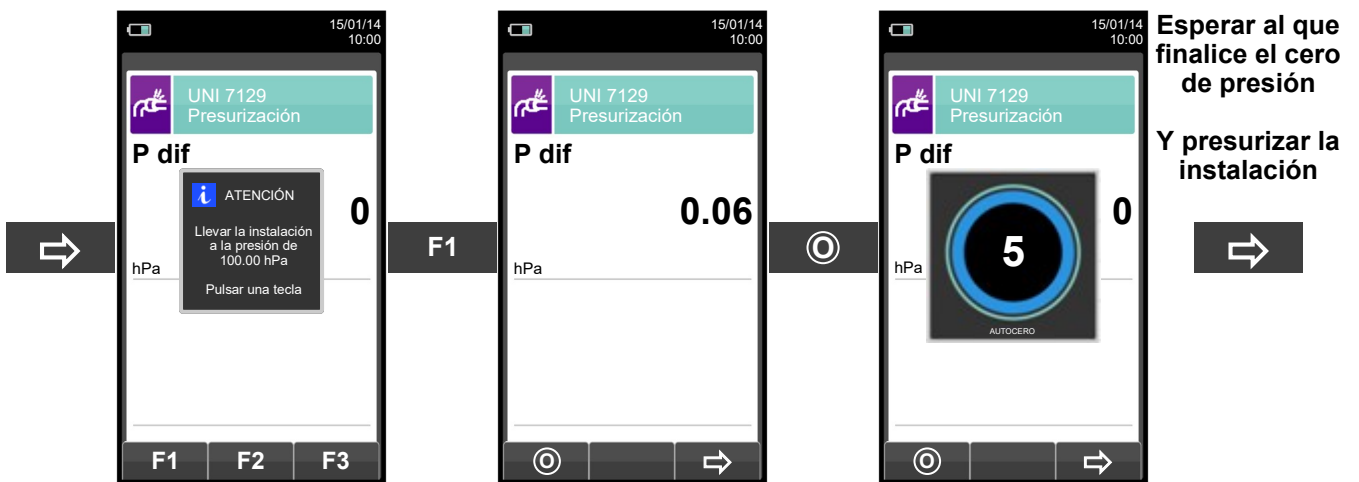 15/01/14
10:00
UNI 7129
Presurización
P dif
i ATENCIÓN
Llevar la instalación
a la presión de
100.00 hPa
Pulsar una tecla
0
hPa
F1 F2 F3
F1
15/01/14
10:00
UNI 7129
Presurización
P dif
0.06
hPa
15/01/14
10:00
UNI 7129
Presurización
P dif
0
5
AUTOCERO
hPa
Esperar al que
finalice el cero
de presión
Y presurizar la
instalación